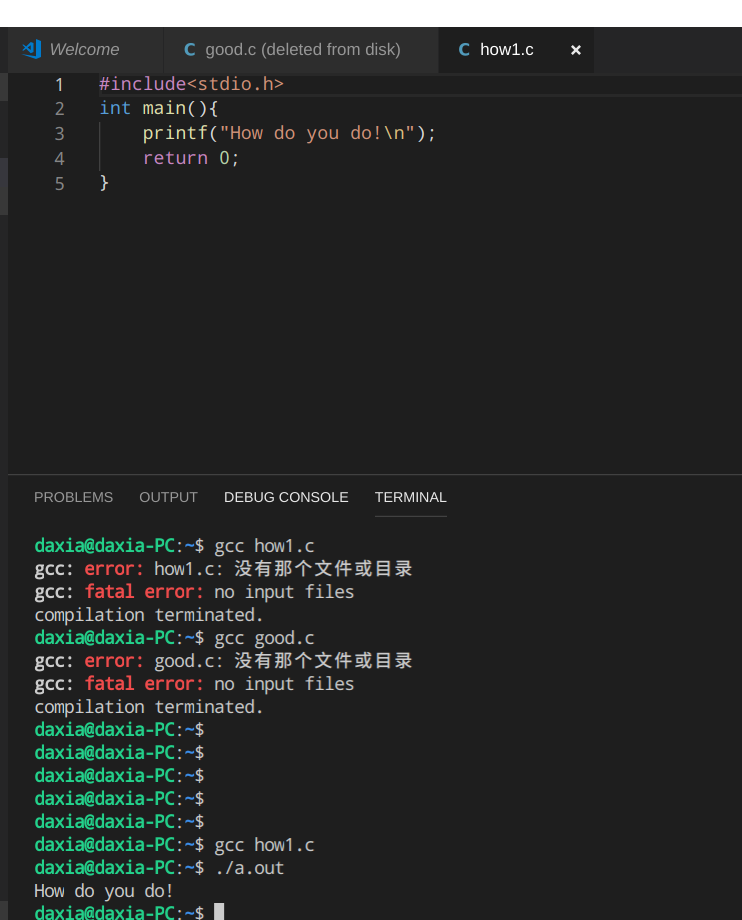 Welcome
C good.c (deleted from disk)
C how1.c ×
1 #include<stdio.h>
2 int main(){
3     printf("How do you do!\n");
4     return 0;
5 }
PROBLEMS OUTPUT DEBUG CONSOLE TERMINAL
daxia@daxia-PC:~$ gcc how1.c
gcc: error: how1.c: 没有那个文件或目录
gcc: fatal error: no input files
compilation terminated.
daxia@daxia-PC:~$ gcc good.c
gcc: error: good.c: 没有那个文件或目录
gcc: fatal error: no input files
compilation terminated.
daxia@daxia-PC:~$
daxia@daxia-PC:~$
daxia@daxia-PC:~$
daxia@daxia-PC:~$
daxia@daxia-PC:~$
daxia@daxia-PC:~$ gcc how1.c
daxia@daxia-PC:~$ ./a.out
How do you do!
daxia@daxia-PC:~$